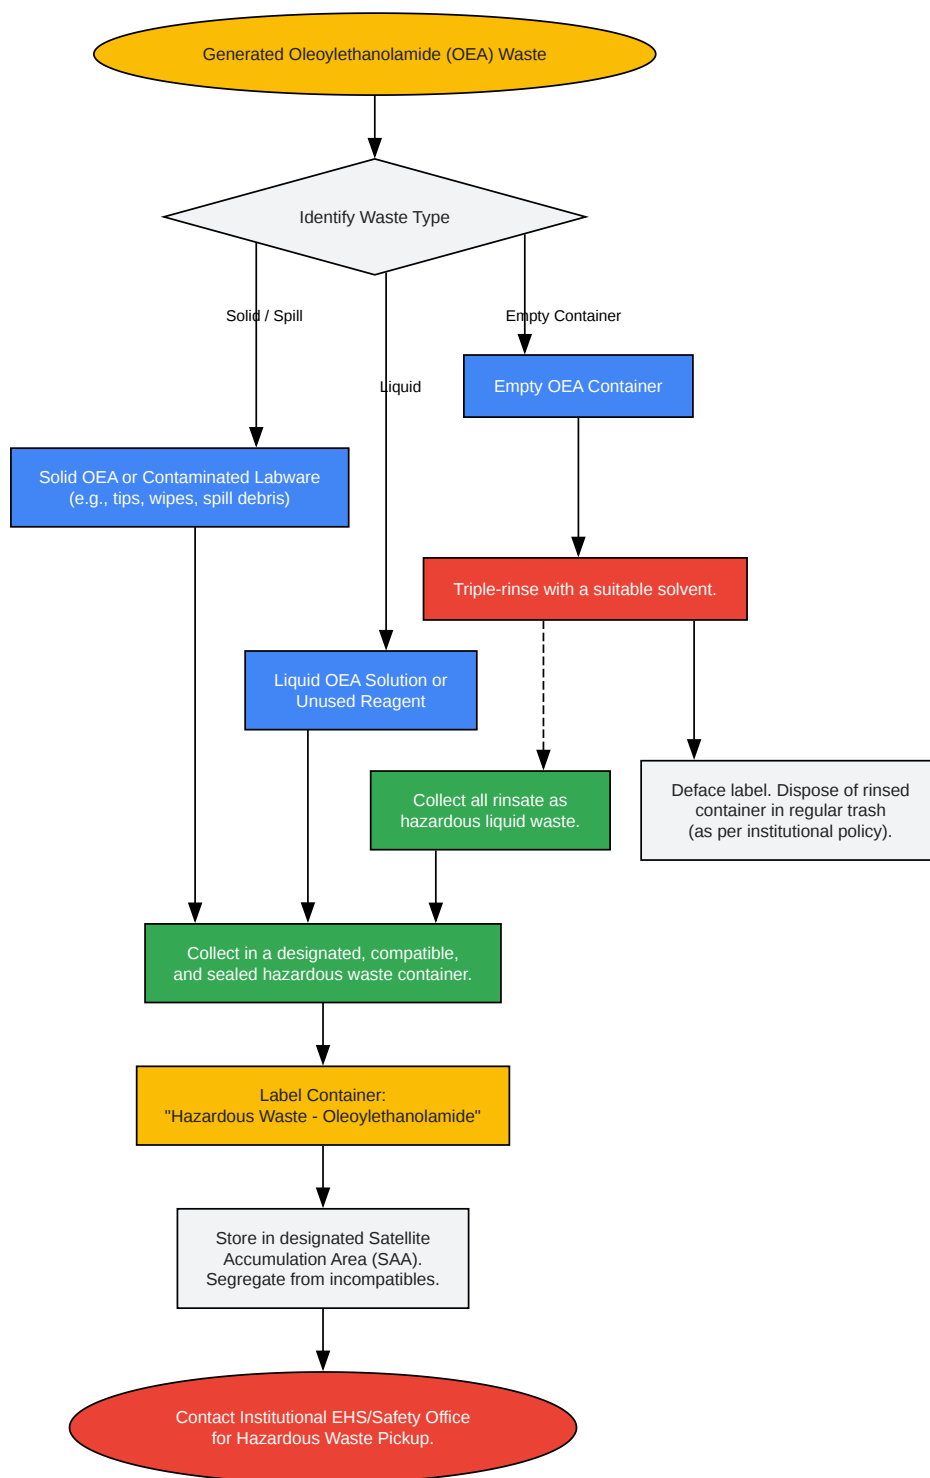 Generated Oleoylethanolamide (OEA) Waste
Identify Waste Type
Solid / Spill
Empty Container
Liquid
Empty OEA Container
Solid OEA or Contaminated Labware
(e.g., tips, wipes, spill debris)
Triple-rinse with a suitable solvent.
Liquid OEA Solution or
Unused Reagent
Collect all rinsate as
hazardous liquid waste.
Deface label. Dispose of rinsed
container in regular trash
(as per institutional policy).
Collect in a designated, compatible,
and sealed hazardous waste container.
Label Container:
"Hazardous Waste - Oleoylethanolamide"
Store in designated Satellite
Accumulation Area (SAA).
Segregate from incompatibles.
Contact Institutional EHS/Safety Office
for Hazardous Waste Pickup.